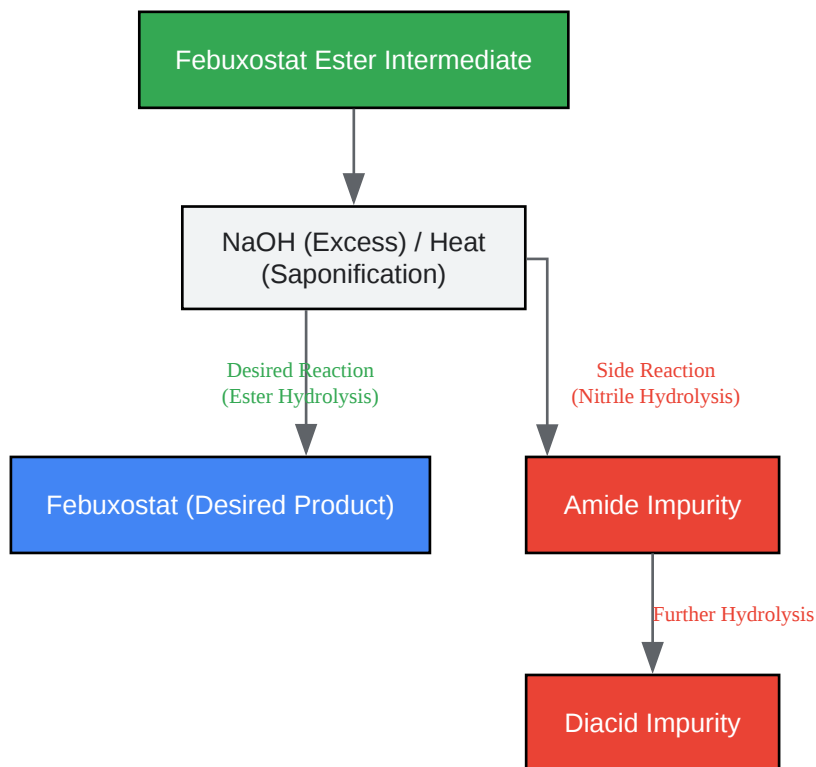 Febuxostat Ester Intermediate
NaOH (Excess) / Heat
(Saponification)
Desired Reaction
(Ester Hydrolysis)
Side Reaction
(Nitrile Hydrolysis)
Febuxostat (Desired Product)
Amide Impurity
Further Hydrolysis
Diacid Impurity